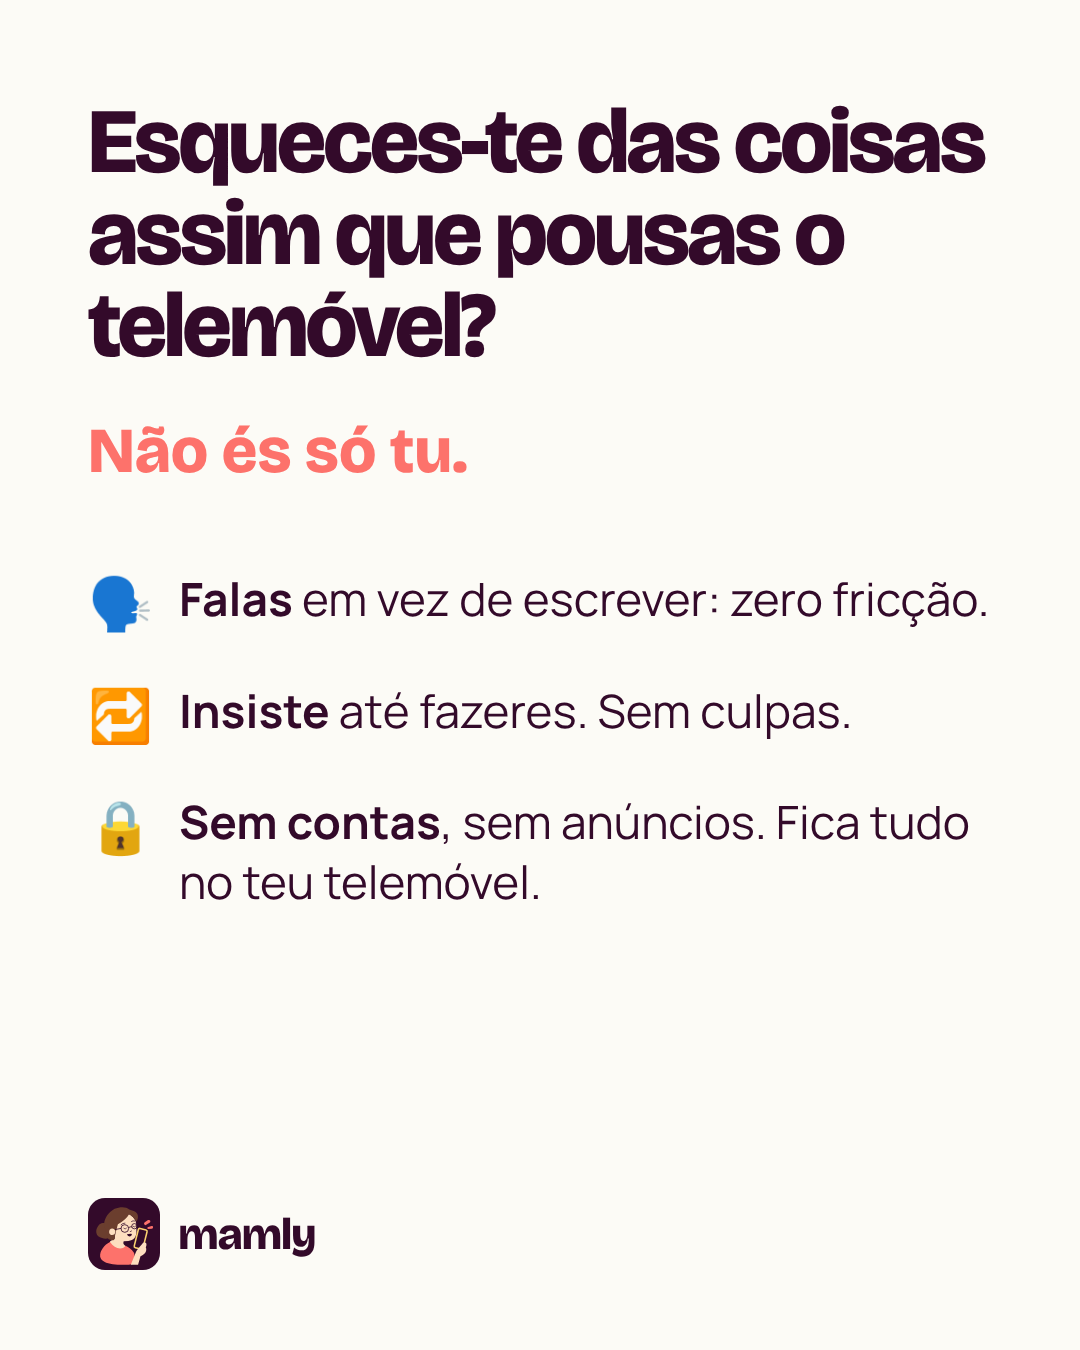 Esqueces-te das coisas
assim que pousas o
telemóvel?
Não és só tu.
Falas em vez de escrever: zero fricção.
Insiste até fazeres. Sem culpas.
Sem contas, sem anúncios. Fica tudo
no teu telemóvel.
mamly